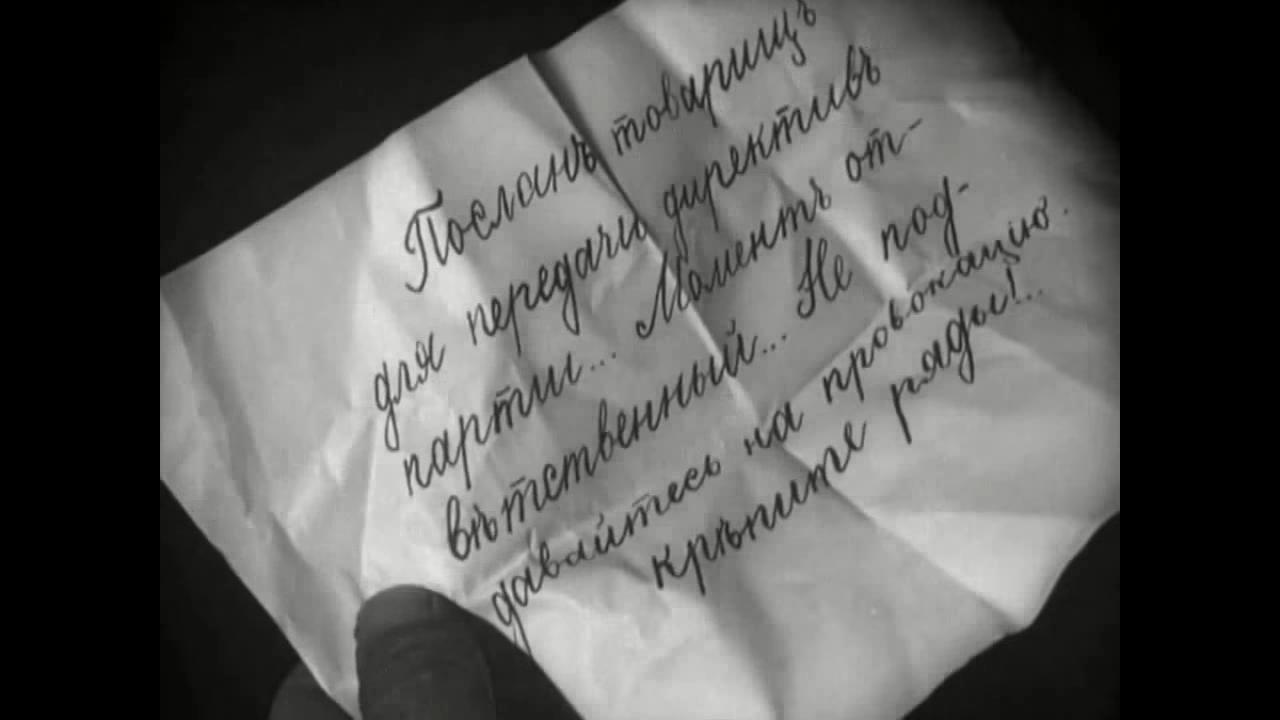 Посланъ товарищъ
для передачи директивъ
партии... Моментъ от-
вѣтственный... Не под-
давайтесь на провокацию.
крѣпите ряды!..